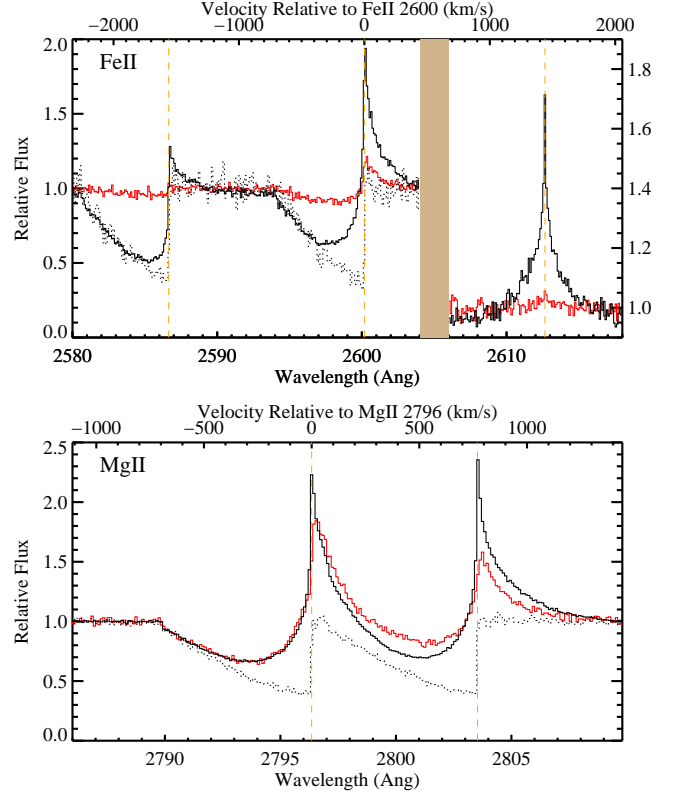 Velocity Relative to FeII 2600 (km/s)
−2000 −1000 0 1000 2000
FeII
Relative Flux
2.0
1.5
1.0
0.5
0.0
1.8
1.6
1.4
1.2
1.0
2580 2590 2600 2610
Wavelength (Ang)
Velocity Relative to MgII 2796 (km/s)
−1000 −500 0 500 1000
MgII
Relative Flux
2.5
2.0
1.5
1.0
0.5
0.0
2790 2795 2800 2805
Wavelength (Ang)